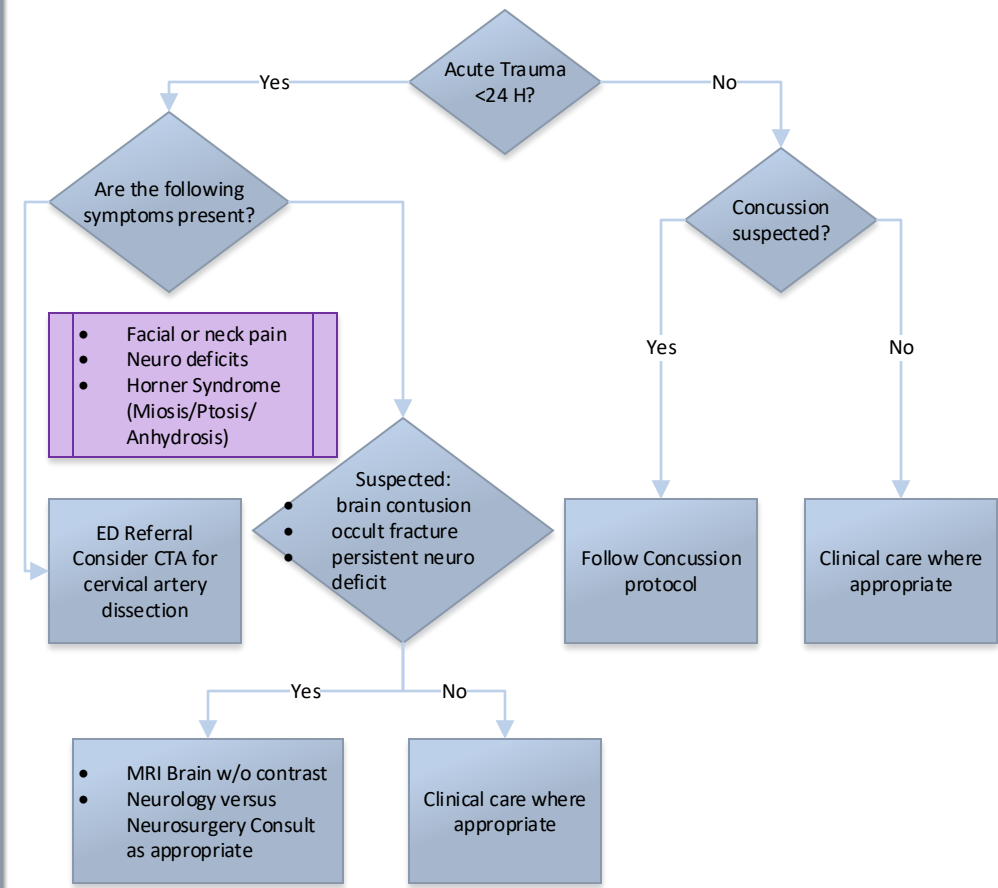 Acute Trauma
<24 H?
Yes
No
Are the following
symptoms present?
Concussion
suspected?
• Facial or neck pain
• Neuro deficits
• Horner Syndrome
(Miosis/Ptosis/
Anhydrosis)
Yes
No
Suspected:
• brain contusion
• occult fracture
• persistent neuro
deficit
ED Referral
Consider CTA for
cervical artery
dissection
Follow Concussion
protocol
Clinical care where
appropriate
Yes
No
• MRI Brain w/o contrast
• Neurology versus
Neurosurgery Consult
as appropriate
Clinical care where
appropriate